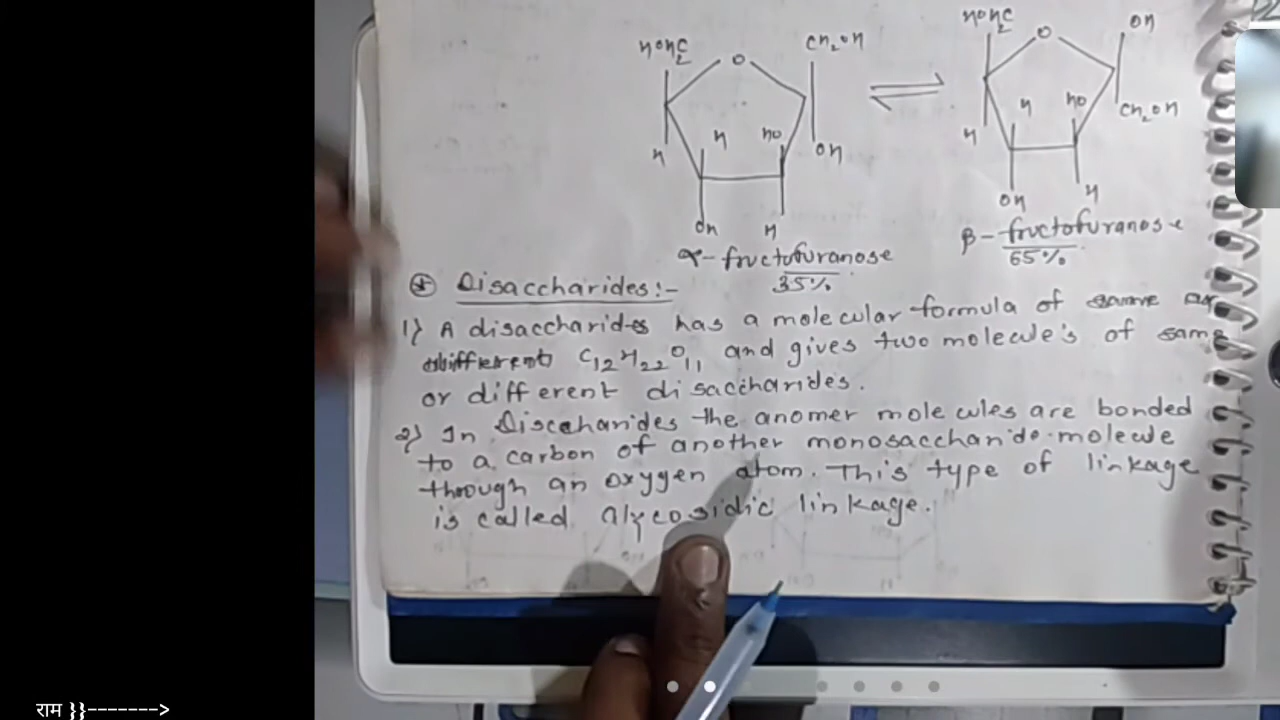 HOH2C O CH2OH HOH2C O OH
H H HO OH H H HO CH2OH
OH H OH H
α- fructofuranose β- fructofuranose
35% 65%
* Disaccharides:-
1) A disaccharides has a molecular formula of same or
different C12H22O11 and gives two molecule's of same
or different disaccharides.
2) In Disccharides the anomer molecules are bonded
to a carbon of another monosaccharide molecule
through an oxygen atom. This type of linkage
is called glycosidic linkage.
राम }}------->